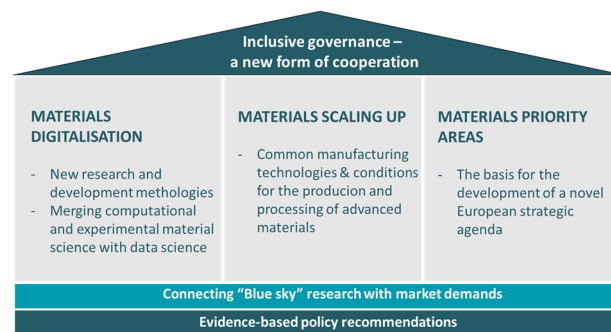 Inclusive governance –
a new form of cooperation
MATERIALS
DIGITALISATION
- New research and
development methologies
- Merging computational
and experimental material
science with data science
MATERIALS SCALING UP
- Common manufacturing
technologies & conditions
for the producion and
processing of advanced
materials
MATERIALS PRIORITY
AREAS
- The basis for the
development of a novel
European strategic
agenda
Connecting “Blue sky” research with market demands
Evidence-based policy recommendations